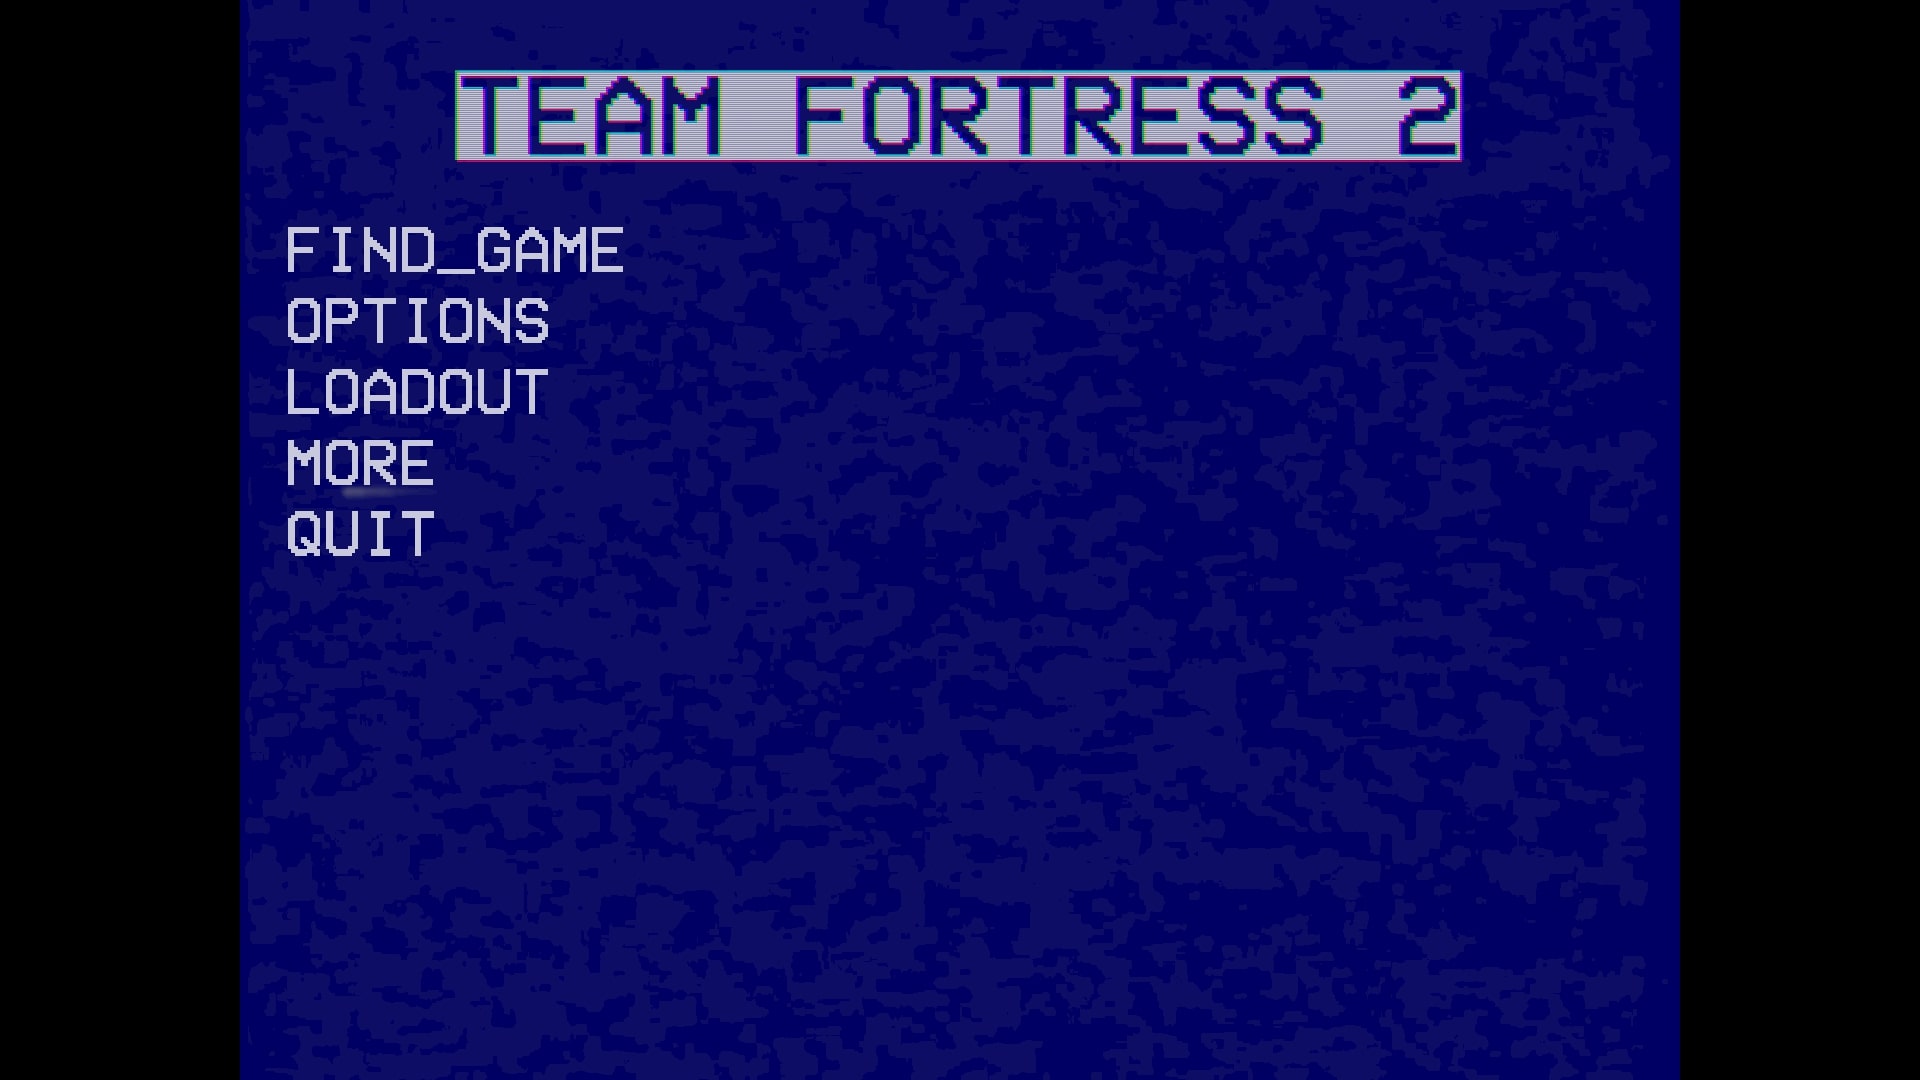 TEAM FORTRESS 2
FIND_GAME
OPTIONS
LOADOUT
MORE
QUIT